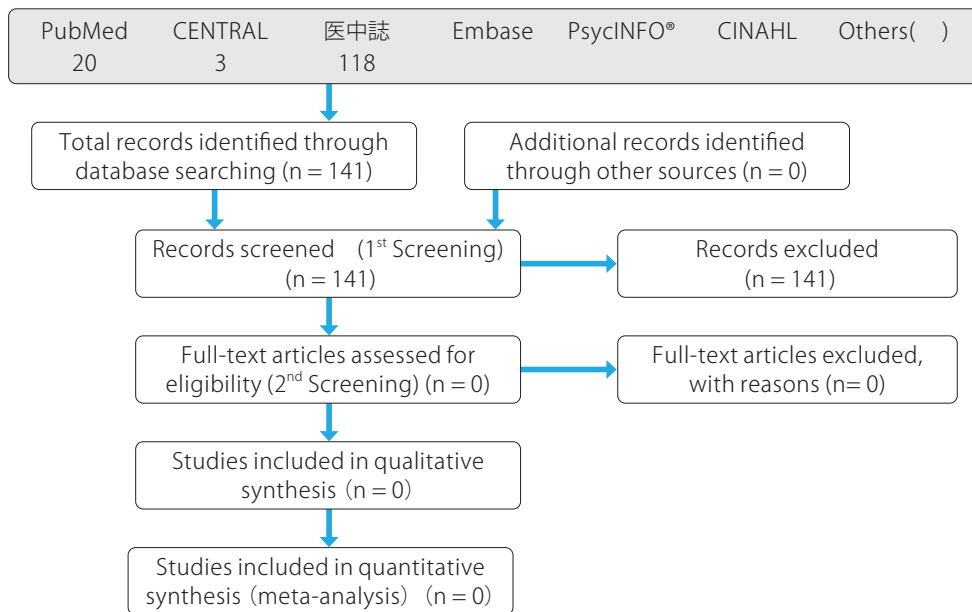 PubMed CENTRAL 医中誌 Embase PsycINFO® CINAHL Others( )
20 3 118
Total records identified through
database searching (n = 141)
Additional records identified
through other sources (n = 0)
Records screened (1st Screening)
(n = 141)
Records excluded
(n = 141)
Full-text articles assessed for
eligibility (2nd Screening) (n = 0)
Full-text articles excluded,
with reasons (n= 0)
Studies included in qualitative
synthesis (n = 0)
Studies included in quantitative
synthesis (meta-analysis) (n = 0)